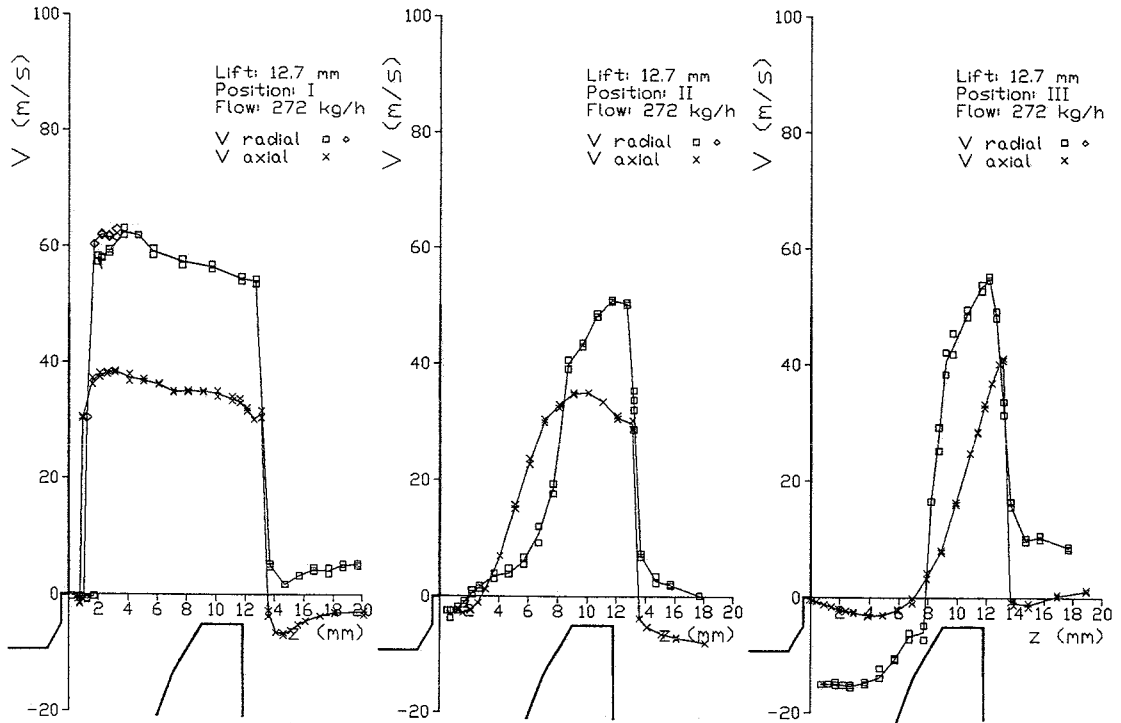 100
80
60
40
20
0
-20
V (m/s)
Lift: 12.7 mm
Position: I
Flow: 272 kg/h
V radial
V axial
2 4 6 8 10 12 14 16 18 20
z (mm)
100
80
60
40
20
0
-20
V (m/s)
Lift: 12.7 mm
Position: II
Flow: 272 kg/h
V radial
V axial
2 4 6 8 10 12 14 16 18 20
z (mm)
100
80
60
40
20
0
-20
V (m/s)
Lift: 12.7 mm
Position: III
Flow: 272 kg/h
V radial
V axial
2 4 6 8 10 12 14 16 18 20
z (mm)